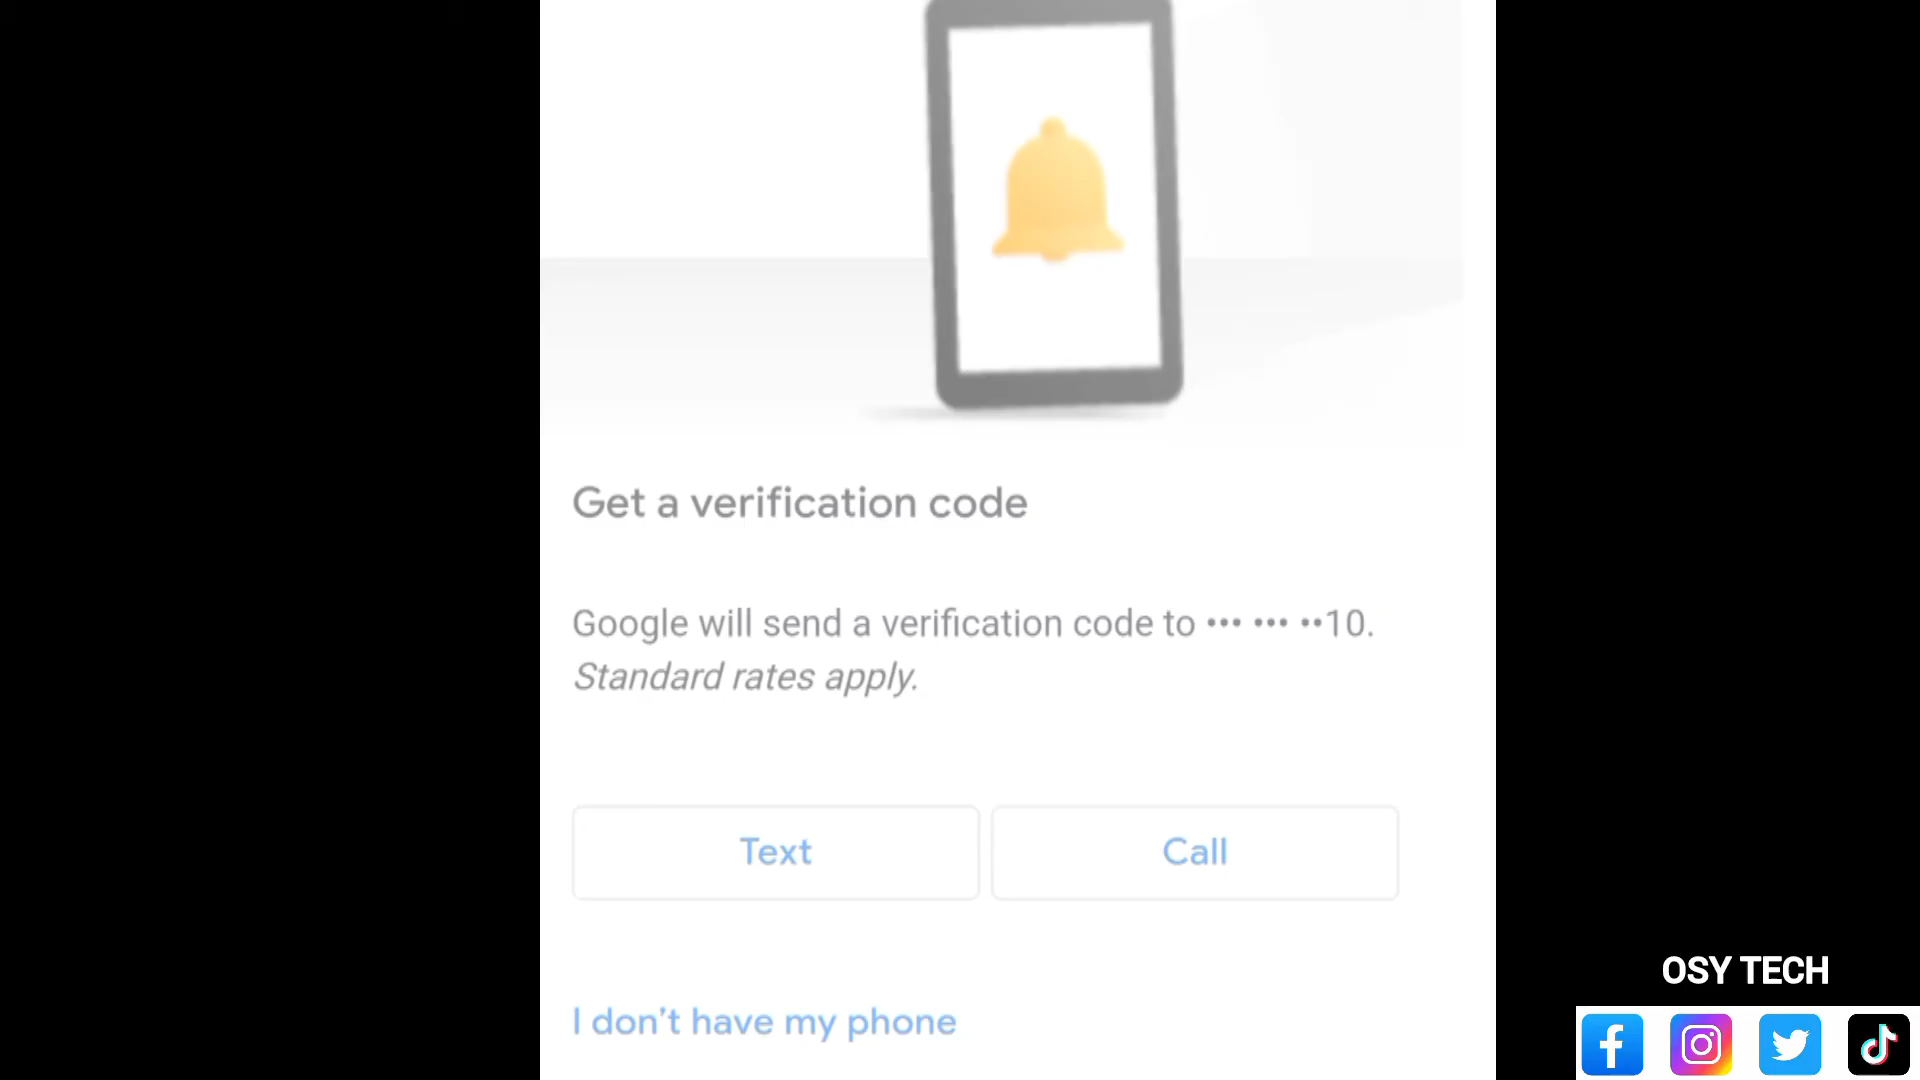 Get a verification code
Google will send a verification code to ••• ••• ••10.
Standard rates apply.
Text
Call
I don't have my phone
OSY TECH